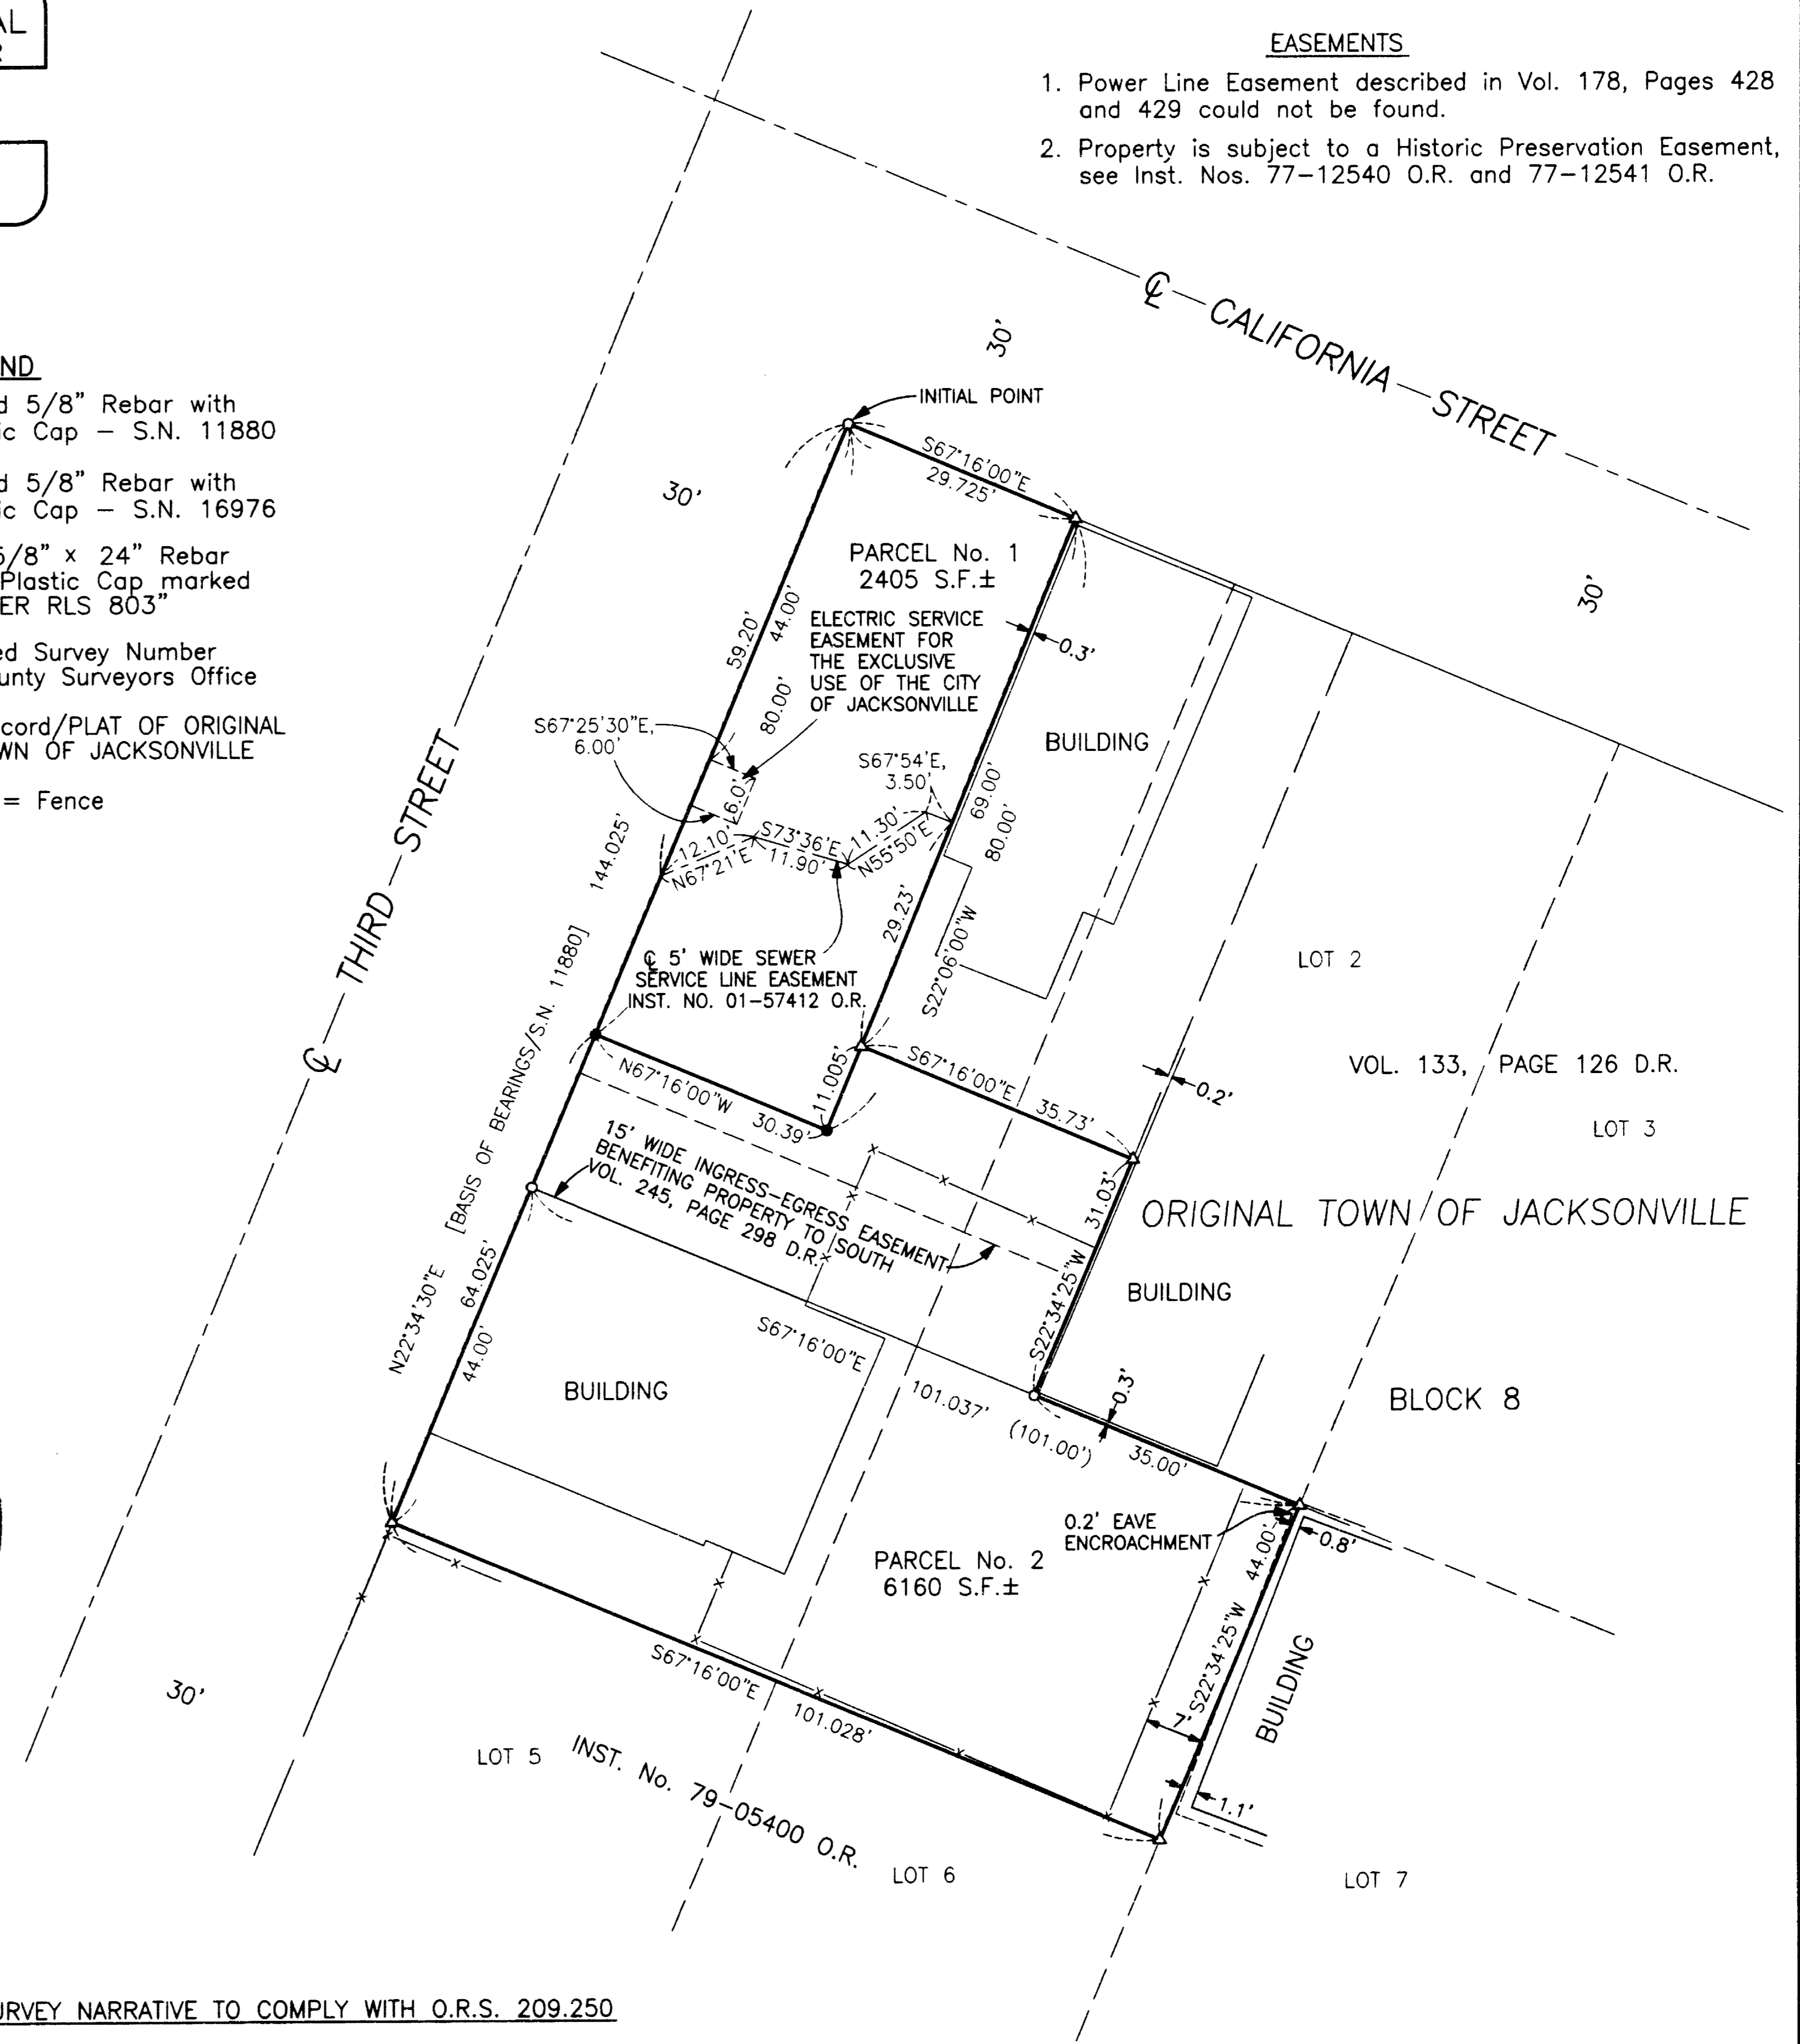 AL
R
EASEMENTS
1. Power Line Easement described in Vol. 178, Pages 428
and 429 could not be found.
2. Property is subject to a Historic Preservation Easement,
see Inst. Nos. 77-12540 O.R. and 77-12541 O.R.
℄ CALIFORNIA STREET
30'
30'
30'
INITIAL POINT
S67°16'00"E
29.725'
ND
d 5/8" Rebar with
ic Cap – S.N. 11880
d 5/8" Rebar with
ic Cap – S.N. 16976
5/8" x 24" Rebar
Plastic Cap marked
ER RLS 803"
ed Survey Number
unty Surveyors Office
cord/PLAT OF ORIGINAL
WN OF JACKSONVILLE
= Fence
PARCEL No. 1
2405 S.F.±
59.20'
44.00'
80.00'
ELECTRIC SERVICE
EASEMENT FOR
THE EXCLUSIVE
USE OF THE CITY
OF JACKSONVILLE
0.3'
S67°25'30"E,
6.00'
6.0'
S67°54'E,
3.50'
BUILDING
69.00'
80.00'
12.10'
N67°21'E
S73°36'E
11.90'
11.30'
N55°50'E
℄ THIRD STREET
144.025'
29.23'
S22°06'00"W
LOT 2
℄ 5' WIDE SEWER
SERVICE LINE EASEMENT
INST. NO. 01-57412 O.R.
[BASIS OF BEARINGS/S.N. 11880]
N22°34'30"E
N67°16'00"W
30.39'
11.005'
S67°16'00"E
35.73'
0.2'
VOL. 133, PAGE 126 D.R.
LOT 3
15' WIDE INGRESS-EGRESS EASEMENT
BENEFITING PROPERTY TO SOUTH
VOL. 245, PAGE 298 D.R.
31.03'
S22°34'25"W
ORIGINAL TOWN OF JACKSONVILLE
BUILDING
64.025'
44.00'
S67°16'00"E
101.037'
(101.00')
BUILDING
0.3'
35.00'
BLOCK 8
0.2' EAVE
ENCROACHMENT
0.8'
44.00'
S22°34'25"W
PARCEL No. 2
6160 S.F.±
BUILDING
S67°16'00"E
101.028'
7'
1.1'
30'
LOT 5
INST. No. 79-05400 O.R.
LOT 6
LOT 7
URVEY NARRATIVE TO COMPLY WITH O.R.S. 209.250